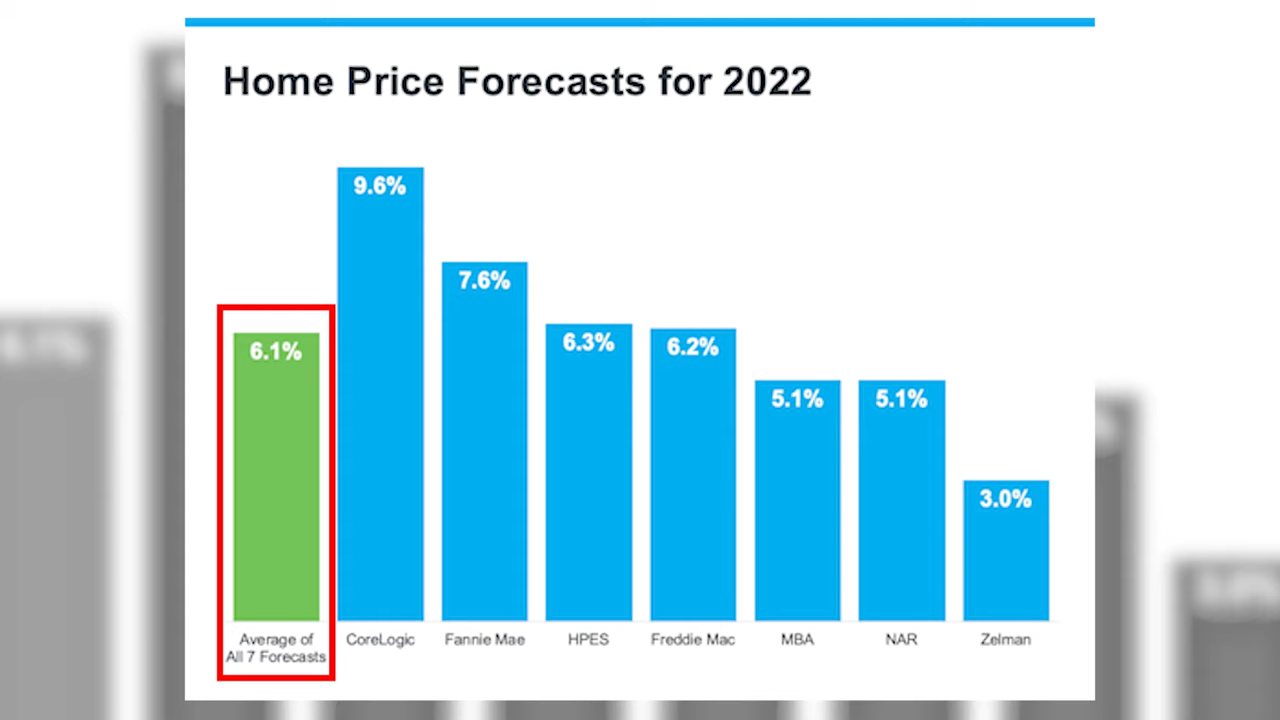 Home Price Forecasts for 2022
9.6%
7.6%
6.1%
6.3%
6.2%
5.1%
5.1%
3.0%
Average of
All 7 Forecasts
CoreLogic
Fannie Mae
HPES
Freddie Mac
MBA
NAR
Zelman